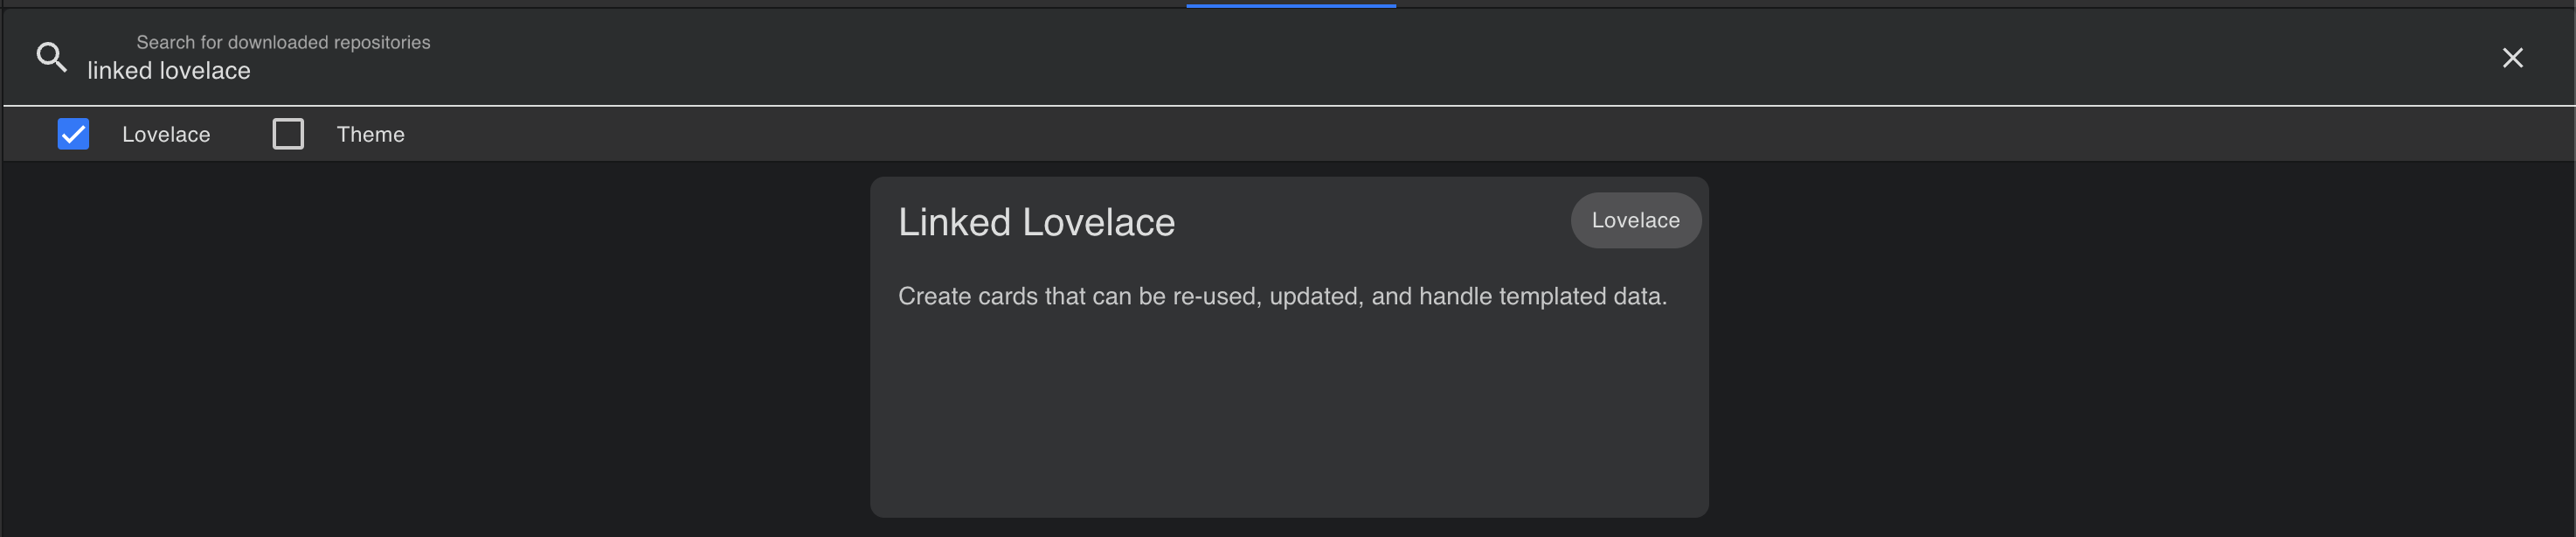 Search for downloaded repositories
linked lovelace
Lovelace
Theme
Linked Lovelace
Lovelace
Create cards that can be re-used, updated, and handle templated data.